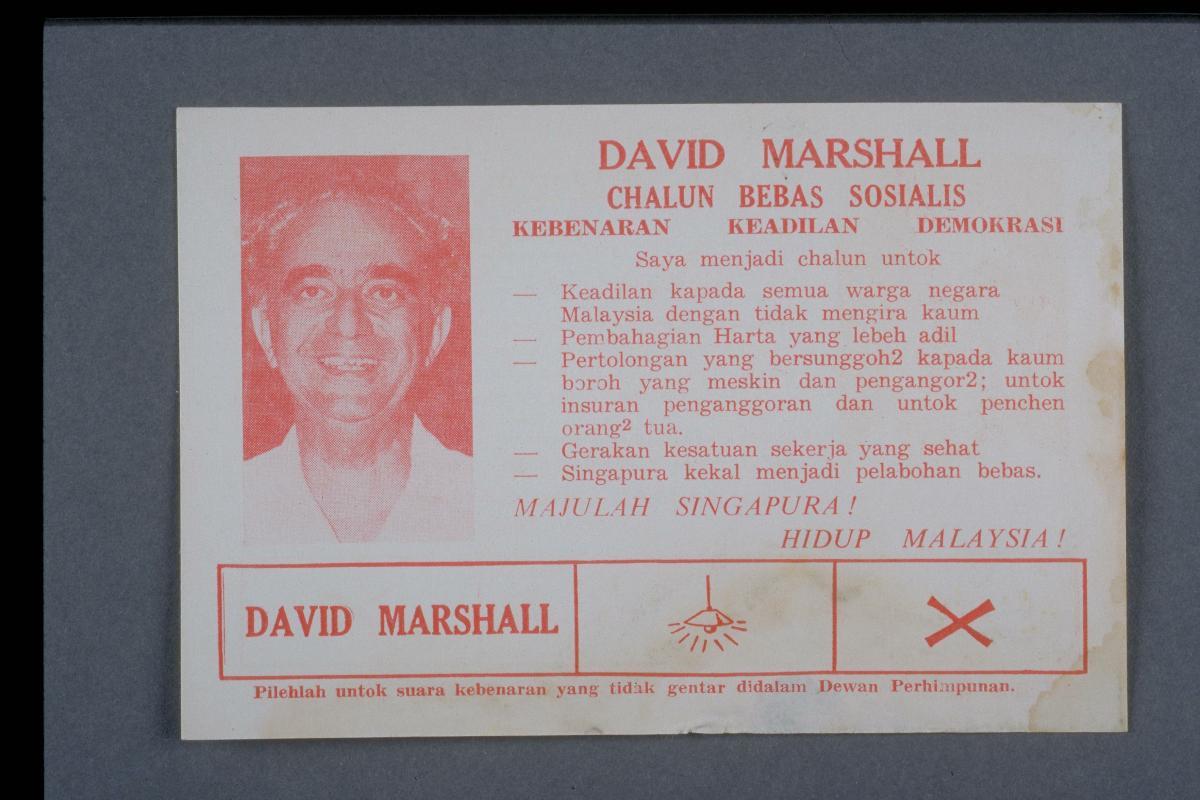 DAVID MARSHALL
CHALUN BEBAS SOSIALIS
KEBENARAN KEADILAN DEMOKRASI
Saya menjadi chalun untok
— Keadilan kapada semua warga negara
Malaysia dengan tidak mengira kaum
— Pembahagian Harta yang lebeh adil
— Pertolongan yang bersunggoh2 kapada kaum
boroh yang meskin dan pengangor2; untok
insuran penganggoran dan untok penchen
orang2 tua.
— Gerakan kesatuan sekerja yang sehat
— Singapura kekal menjadi pelabohan bebas.
MAJULAH SINGAPURA!
HIDUP MALAYSIA!
DAVID MARSHALL
Pilehlah untok suara kebenaran yang tidak gentar didalam Dewan Perhimpunan.